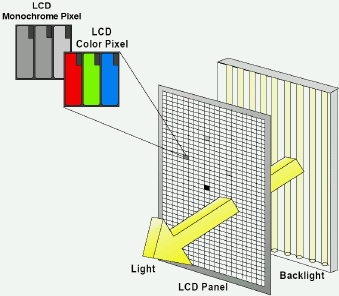 LCD
Monochrome Pixel
LCD
Color Pixel
Light
LCD Panel
Backlight